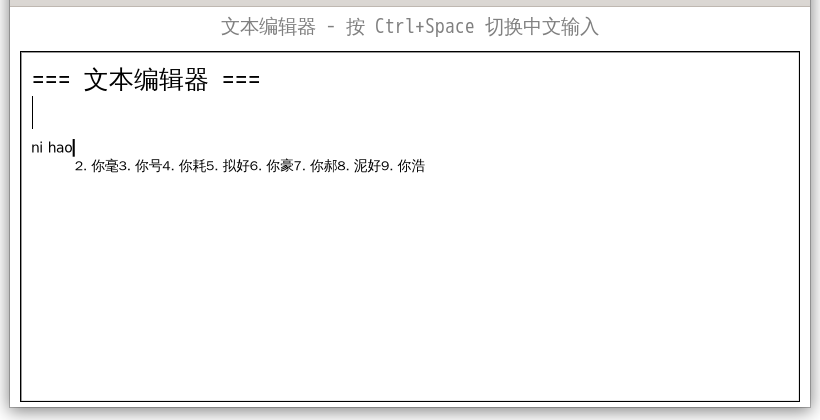 文本编辑器 - 按 Ctrl+Space 切换中文输入
=== 文本编辑器 ===
ni hao
2. 你毫3. 你号4. 你耗5. 拟好6. 你豪7. 你郝8. 泥好9. 你浩